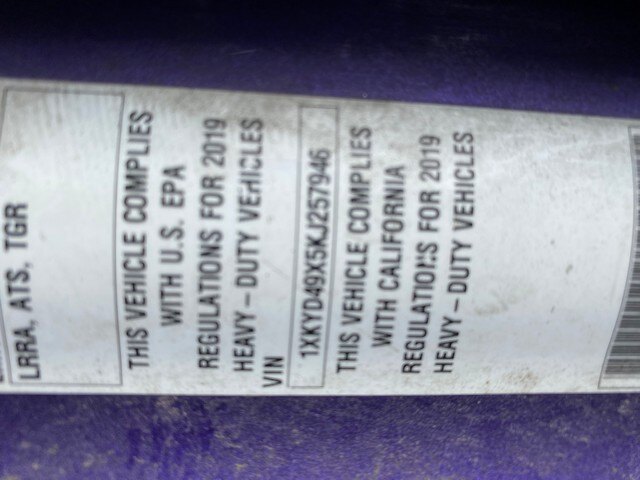 LRRA, ATS, TGR
THIS VEHICLE COMPLIES
WITH U.S. EPA
REGULATIONS FOR 2019
HEAVY-DUTY VEHICLES
VIN
1XKYD49X5KJ257946
THIS VEHICLE COMPLIES
WITH CALIFORNIA
REGULATIONS FOR 2019
HEAVY-DUTY VEHICLES